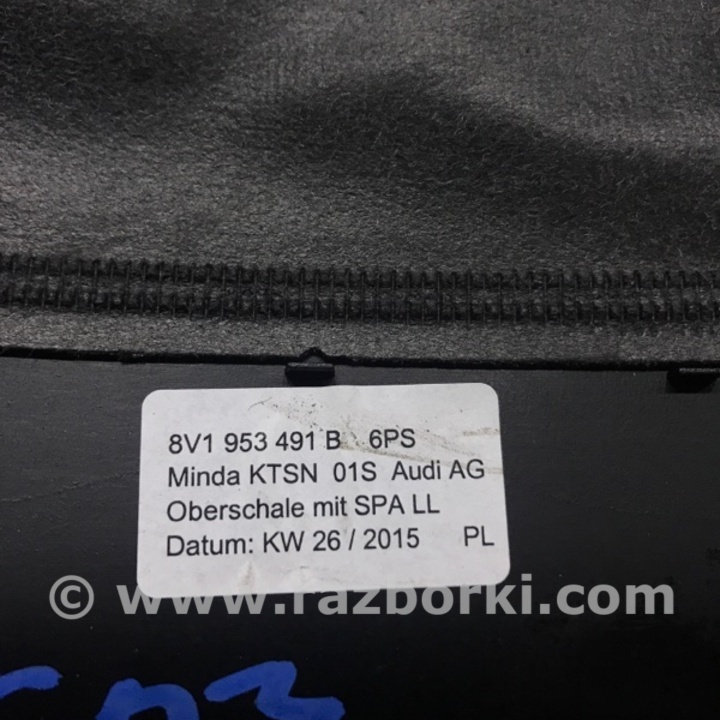 8V1 953 491 B 6PS
Minda KTSN 01S Audi AG
Oberschale mit SPA LL
Datum: KW 26 / 2015 PL
© www.razborki.com